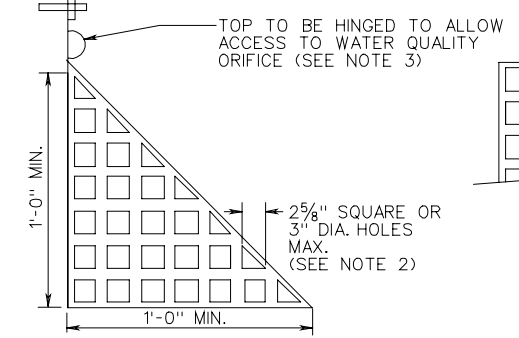 TOP TO BE HINGED TO ALLOW
ACCESS TO WATER QUALITY
ORIFICE (SEE NOTE 3)
1'-0" MIN.
2⅝" SQUARE OR
3" DIA. HOLES
MAX.
(SEE NOTE 2)
1'-0" MIN.